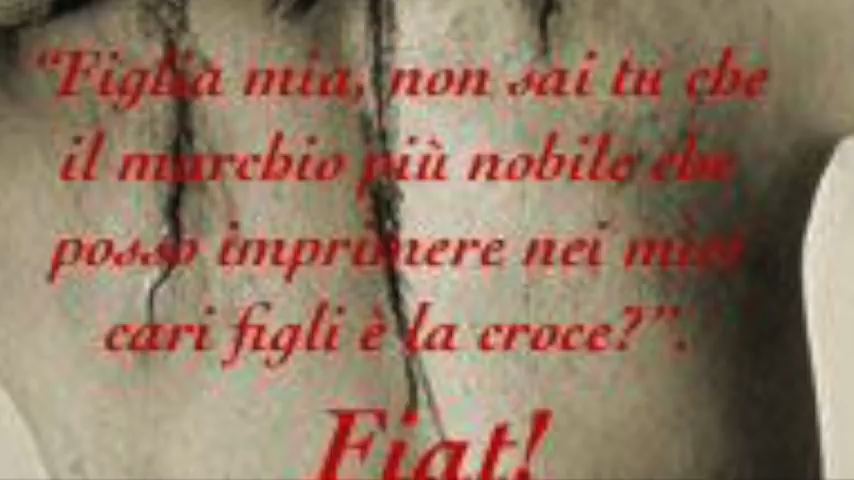 “Figlia mia, non sai tu che
il marchio più nobile che
posso imprimere nei miei
cari figli è la croce?”.
Fiat!